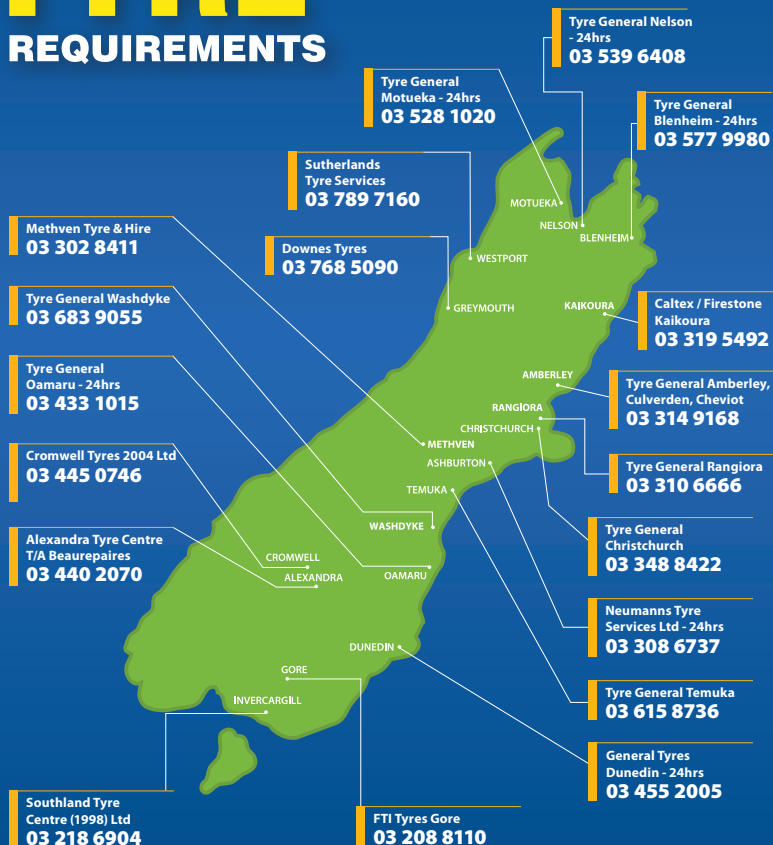 TYRE
REQUIREMENTS
Tyre General Nelson
- 24hrs
03 539 6408
Tyre General
Motueka - 24hrs
03 528 1020
Tyre General
Blenheim - 24hrs
03 577 9980
Sutherlands
Tyre Services
03 789 7160
Methven Tyre & Hire
03 302 8411
Downes Tyres
03 768 5090
Tyre General Washdyke
03 683 9055
Caltex / Firestone
Kaikoura
03 319 5492
Tyre General
Oamaru - 24hrs
03 433 1015
Tyre General Amberley,
Culverden, Cheviot
03 314 9168
Cromwell Tyres 2004 Ltd
03 445 0746
Tyre General Rangiora
03 310 6666
Alexandra Tyre Centre
T/A Beaurepaires
03 440 2070
Tyre General
Christchurch
03 348 8422
Neumanns Tyre
Services Ltd - 24hrs
03 308 6737
Tyre General Temuka
03 615 8736
General Tyres
Dunedin - 24hrs
03 455 2005
Southland Tyre
Centre (1998) Ltd
03 218 6904
FTI Tyres Gore
03 208 8110
MOTUEKA
NELSON
BLENHEIM
WESTPORT
GREYMOUTH
KAIKOURA
AMBERLEY
RANGIORA
CHRISTCHURCH
METHVEN
ASHBURTON
TEMUKA
WASHDYKE
CROMWELL
ALEXANDRA
OAMARU
DUNEDIN
GORE
INVERCARGILL